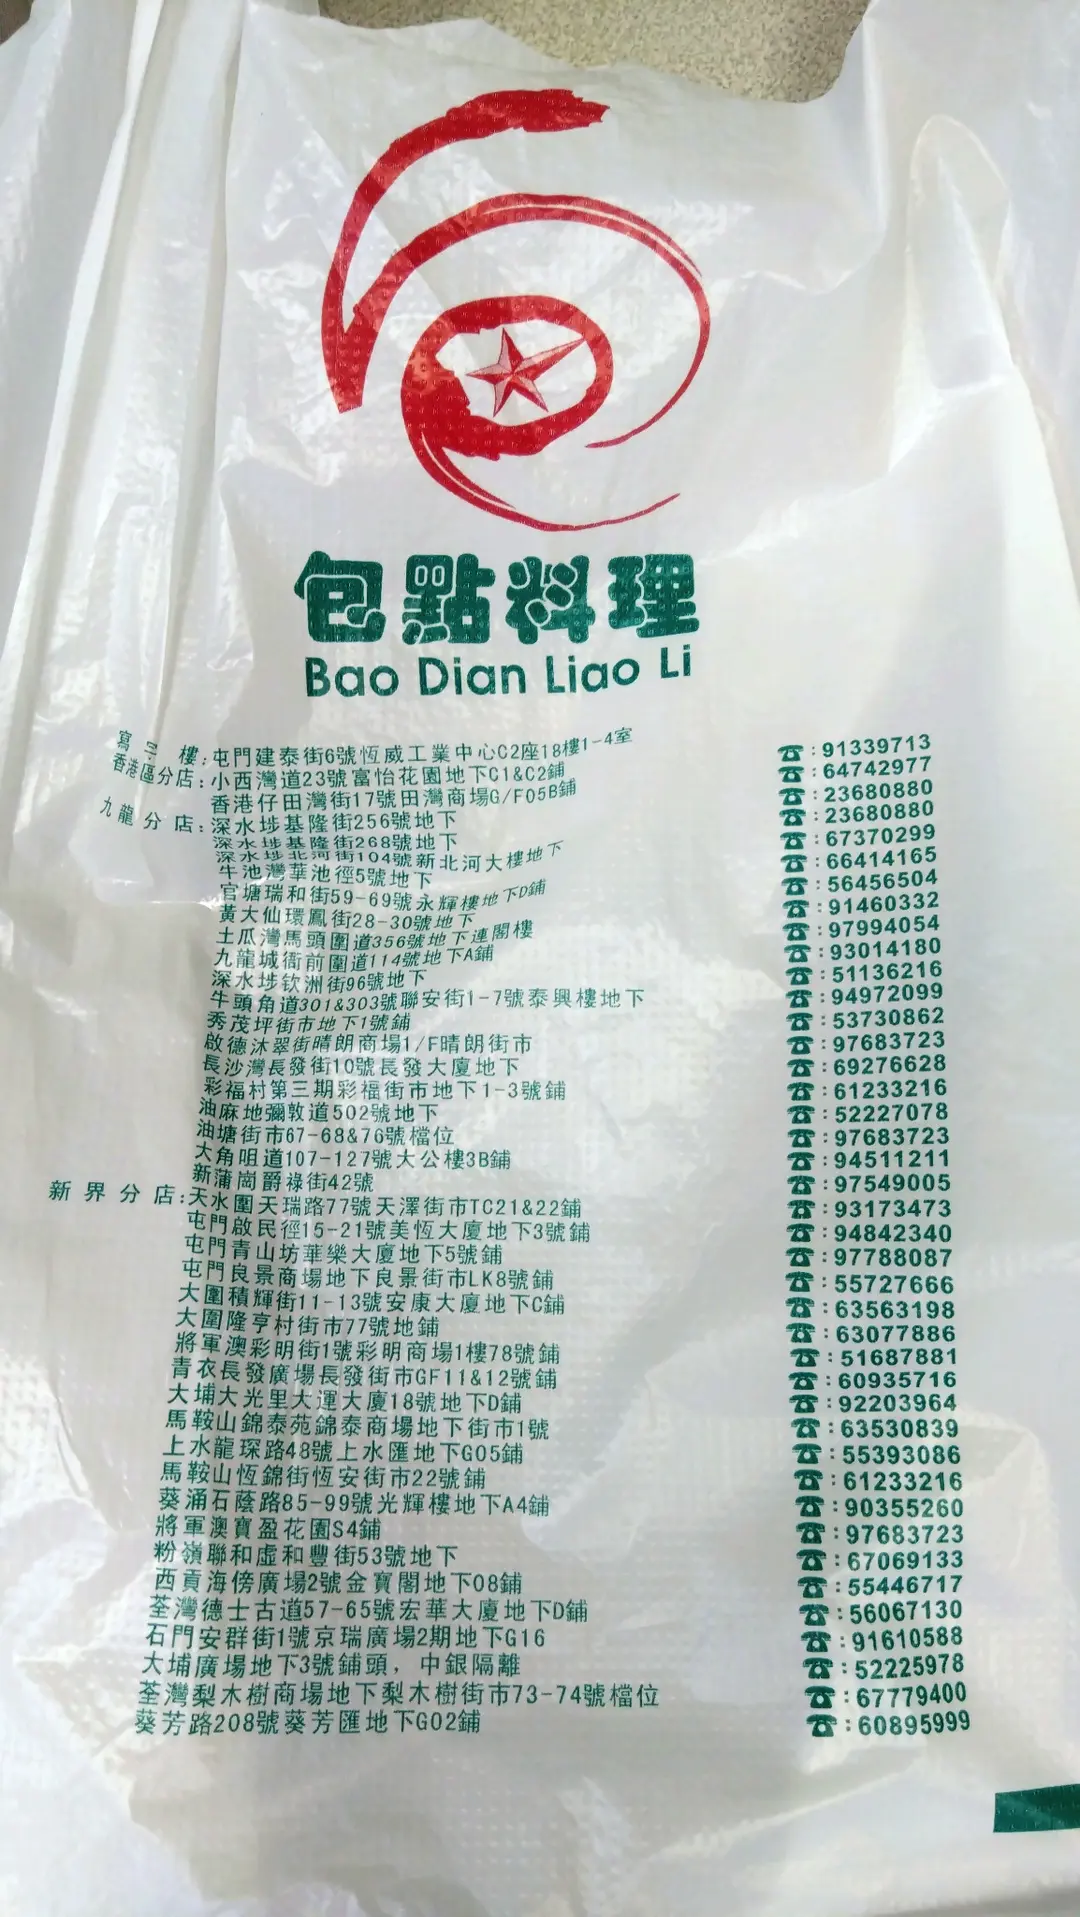 包點料理
Bao Dian Liao Li
寫字樓:屯門建泰街6號恆威工業中心C2座18樓1-4室
香港區分店:小西灣道23號富怡花園地下C1&C2鋪
香港仔田灣街17號田灣商場G/F05B鋪
九龍分店:深水埗基隆街256號地下
深水埗基隆街268號地下
深水埗北河街104號新北河大樓地下
牛池灣華池徑5號地下
官塘瑞和街59-69號永輝樓地下D鋪
黃大仙環鳳街28-30號地下
土瓜灣馬頭圍道356號地下連閣樓
九龍城衙前圍道114號地下A鋪
深水埗钦洲街96號地下
牛頭角道301&303號聯安街1-7號泰興樓地下
秀茂坪街市地下1號鋪
啟德沐翠街晴朗商場1/F晴朗街市
長沙灣長發街10號長發大廈地下
彩福村第三期彩福街市地下1-3號鋪
油麻地彌敦道502號地下
油塘街市67-68&76號檔位
大角咀道107-127號大公樓3B鋪
新蒲崗爵祿街42號
新界分店:天水圍天瑞路77號天澤街市TC21&22鋪
屯門啟民徑15-21號美恆大廈地下3號鋪
屯門青山坊華樂大廈地下5號鋪
屯門良景商場地下良景街市LK8號鋪
大圍積輝街11-13號安康大廈地下C鋪
大圍隆亨村街市77號地鋪
將軍澳彩明街1號彩明商場1樓78號鋪
青衣長發廣場長發街市GF11&12號鋪
大埔大光里大運大廈18號地下D鋪
馬鞍山錦泰苑錦泰商場地下街市1號
上水龍琛路48號上水匯地下G05鋪
馬鞍山恆錦街恆安街市22號鋪
葵涌石蔭路85-99號光輝樓地下A4鋪
將軍澳寶盈花園S4鋪
粉嶺聯和虛和豐街53號地下
西貢海傍廣場2號金寶閣地下08鋪
荃灣德士古道57-65號宏華大廈地下D鋪
石門安群街1號京瑞廣場2期地下G16
大埔廣場地下3號鋪頭，中銀隔離
荃灣梨木樹商場地下梨木樹街市73-74號檔位
葵芳路208號葵芳匯地下G02鋪
☎:91339713
☎:64742977
☎:23680880
☎:23680880
☎:67370299
☎:66414165
☎:56456504
☎:91460332
☎:97994054
☎:93014180
☎:51136216
☎:94972099
☎:53730862
☎:97683723
☎:69276628
☎:61233216
☎:52227078
☎:97683723
☎:94511211
☎:97549005
☎:93173473
☎:94842340
☎:97788087
☎:55727666
☎:63563198
☎:63077886
☎:51687881
☎:60935716
☎:92203964
☎:63530839
☎:55393086
☎:61233216
☎:90355260
☎:97683723
☎:67069133
☎:55446717
☎:56067130
☎:91610588
☎:52225978
☎:67779400
☎:60895999